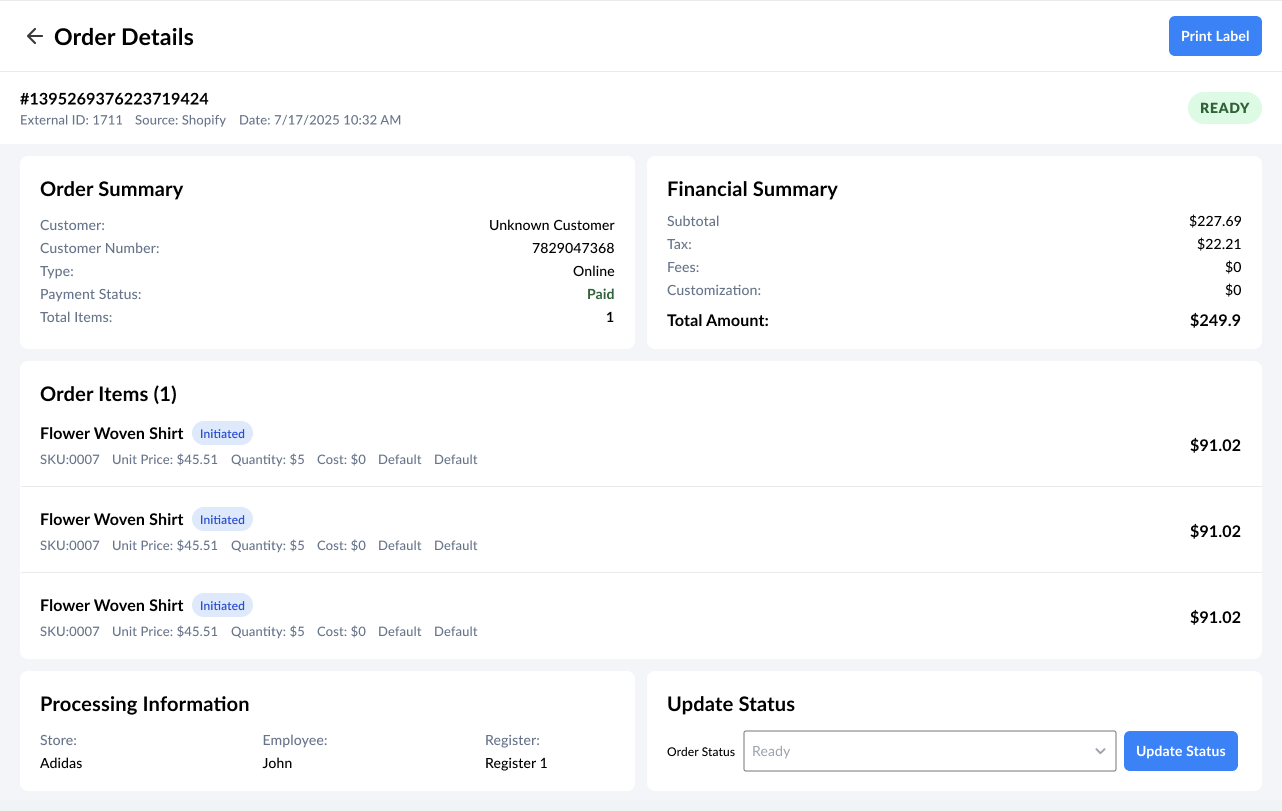 Order Details
Print Label
#1395269376223719424
READY
External ID: 1711 Source: Shopify Date: 7/17/2025 10:32 AM
Order Summary
Customer: Unknown Customer
Customer Number: 7829047368
Type: Online
Payment Status: Paid
Total Items: 1
Financial Summary
Subtotal $227.69
Tax: $22.21
Fees: $0
Customization: $0
Total Amount: $249.9
Order Items (1)
Flower Woven Shirt Initiated
SKU:0007 Unit Price: $45.51 Quantity: $5 Cost: $0 Default Default
$91.02
Flower Woven Shirt Initiated
SKU:0007 Unit Price: $45.51 Quantity: $5 Cost: $0 Default Default
$91.02
Flower Woven Shirt Initiated
SKU:0007 Unit Price: $45.51 Quantity: $5 Cost: $0 Default Default
$91.02
Processing Information
Store: Employee: Register:
Adidas John Register 1
Update Status
Order Status Ready Update Status